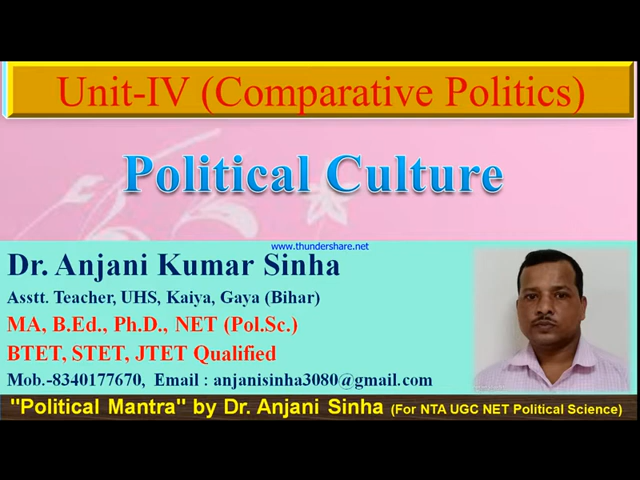 Unit-IV (Comparative Politics)
Political Culture
www.thundershare.net
Dr. Anjani Kumar Sinha
Asstt. Teacher, UHS, Kaiya, Gaya (Bihar)
MA, B.Ed., Ph.D., NET (Pol.Sc.)
BTET, STET, JTET Qualified
Mob.-8340177670, Email : anjanisinha3080@gmail.com
"Political Mantra" by Dr. Anjani Sinha (For NTA UGC NET Political Science)